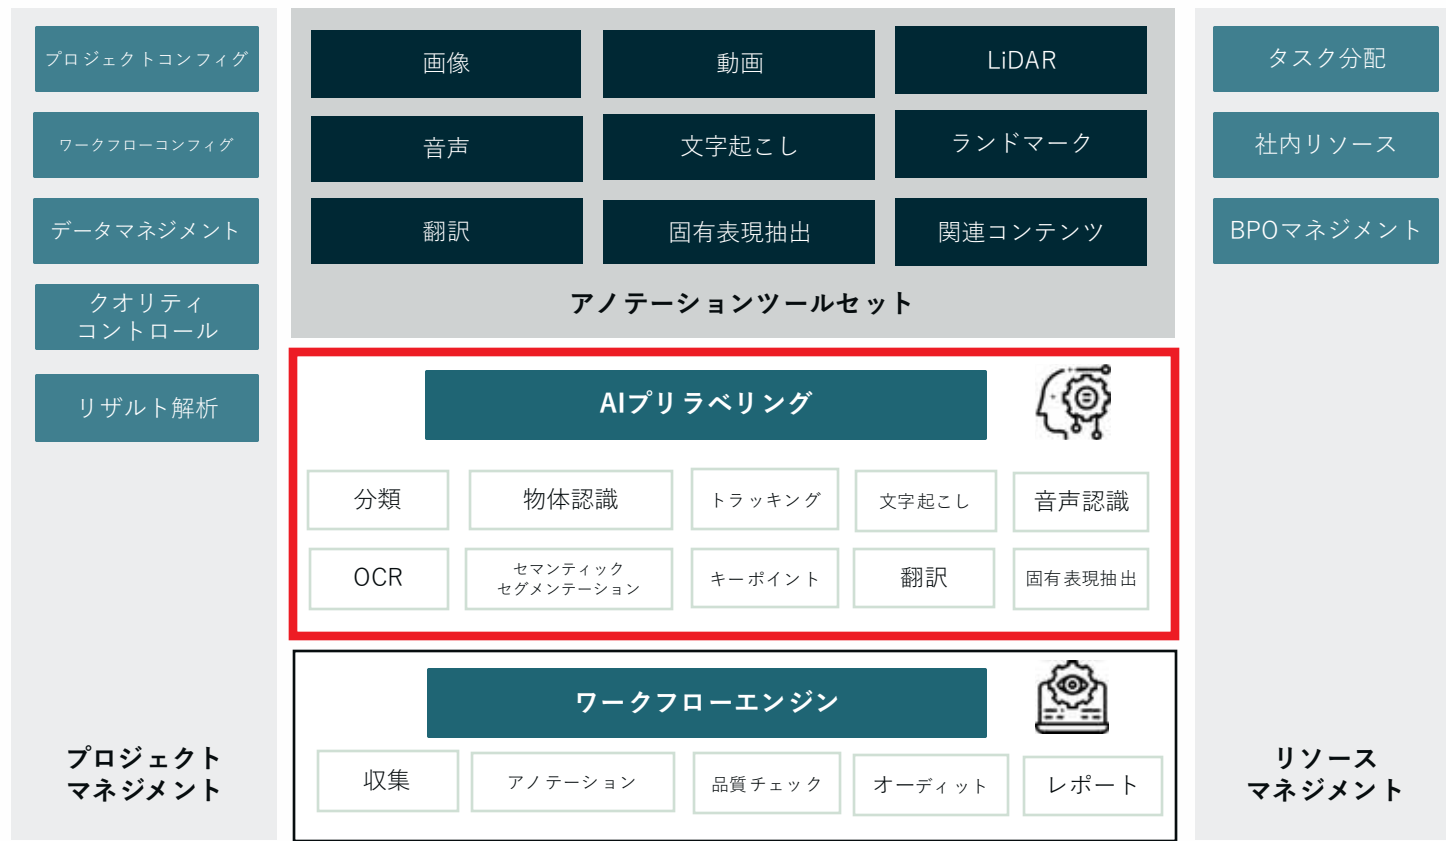 プロジェクトコンフィグ
ワークフローコンフィグ
データマネジメント
クオリティ
コントロール
リザルト解析
プロジェクト
マネジメント
画像
動画
LiDAR
音声
文字起こし
ランドマーク
翻訳
固有表現抽出
関連コンテンツ
アノテーションツールセット
AIプリラベリング
分類
物体認識
トラッキング
文字起こし
音声認識
OCR
セマンティック
セグメンテーション
キーポイント
翻訳
固有表現抽出
ワークフローエンジン
収集
アノテーション
品質チェック
オーディット
レポート
タスク分配
社内リソース
BPOマネジメント
リソース
マネジメント